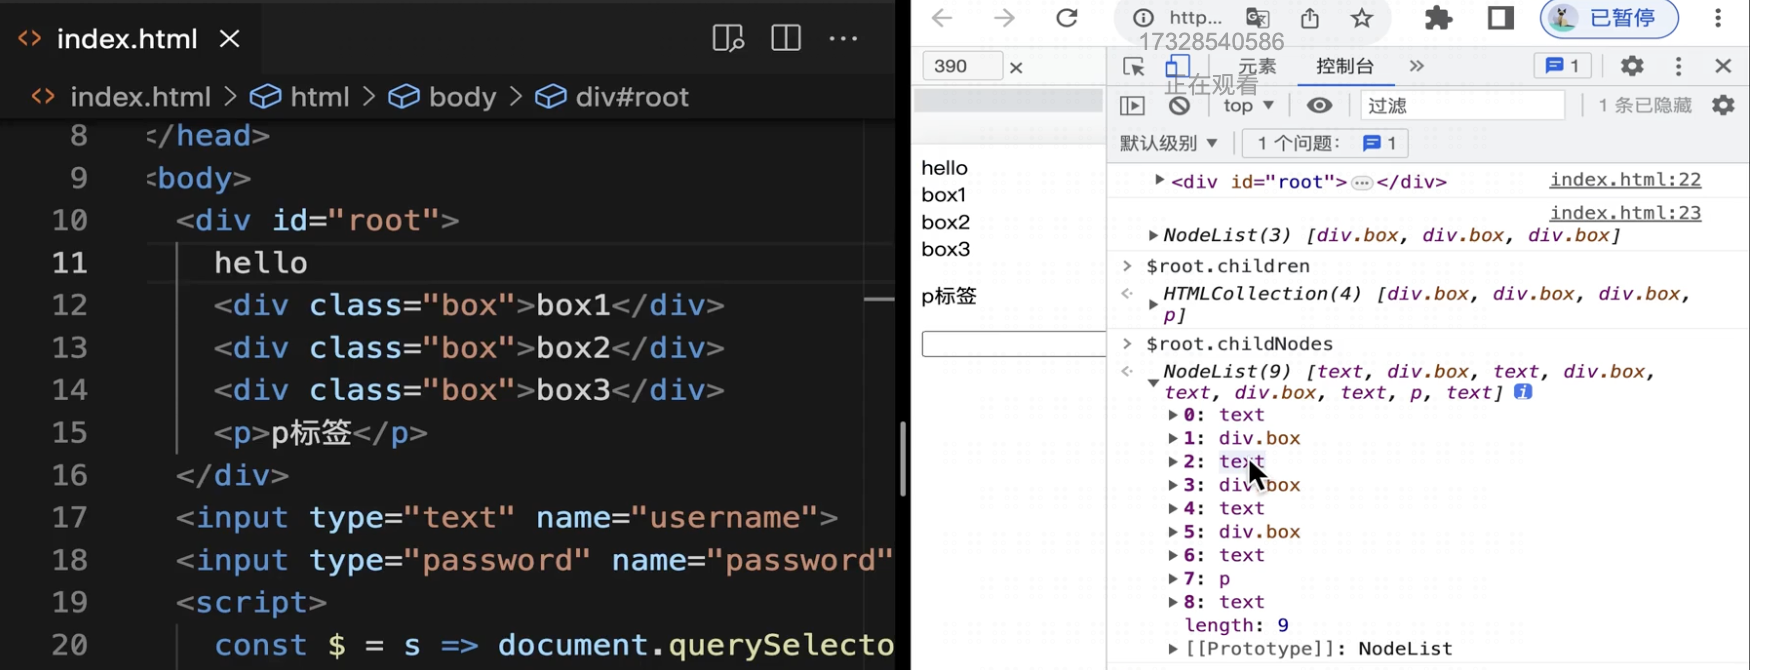 index.html
index.html > html > body > div#root
8 </head>
9 <body>
10 <div id="root">
11 hello
12 <div class="box">box1</div>
13 <div class="box">box2</div>
14 <div class="box">box3</div>
15 <p>p标签</p>
16 </div>
17 <input type="text" name="username">
18 <input type="password" name="password"
19 <script>
20 const $ = s => document.querySelecto
http... 已暂停
17328540586
正在观看
390 ×
元素 控制台 » 1
top 过滤 1 条已隐藏
默认级别 1 个问题: 1
hello
box1
box2
box3
p标签
<div id="root">…</div> index.html:22
index.html:23
NodeList(3) [div.box, div.box, div.box]
> $root.children
HTMLCollection(4) [div.box, div.box, div.box,
p]
> $root.childNodes
NodeList(9) [text, div.box, text, div.box,
text, div.box, text, p, text] i
0: text
1: div.box
2: text
3: div.box
4: text
5: div.box
6: text
7: p
8: text
length: 9
[[Prototype]]: NodeList